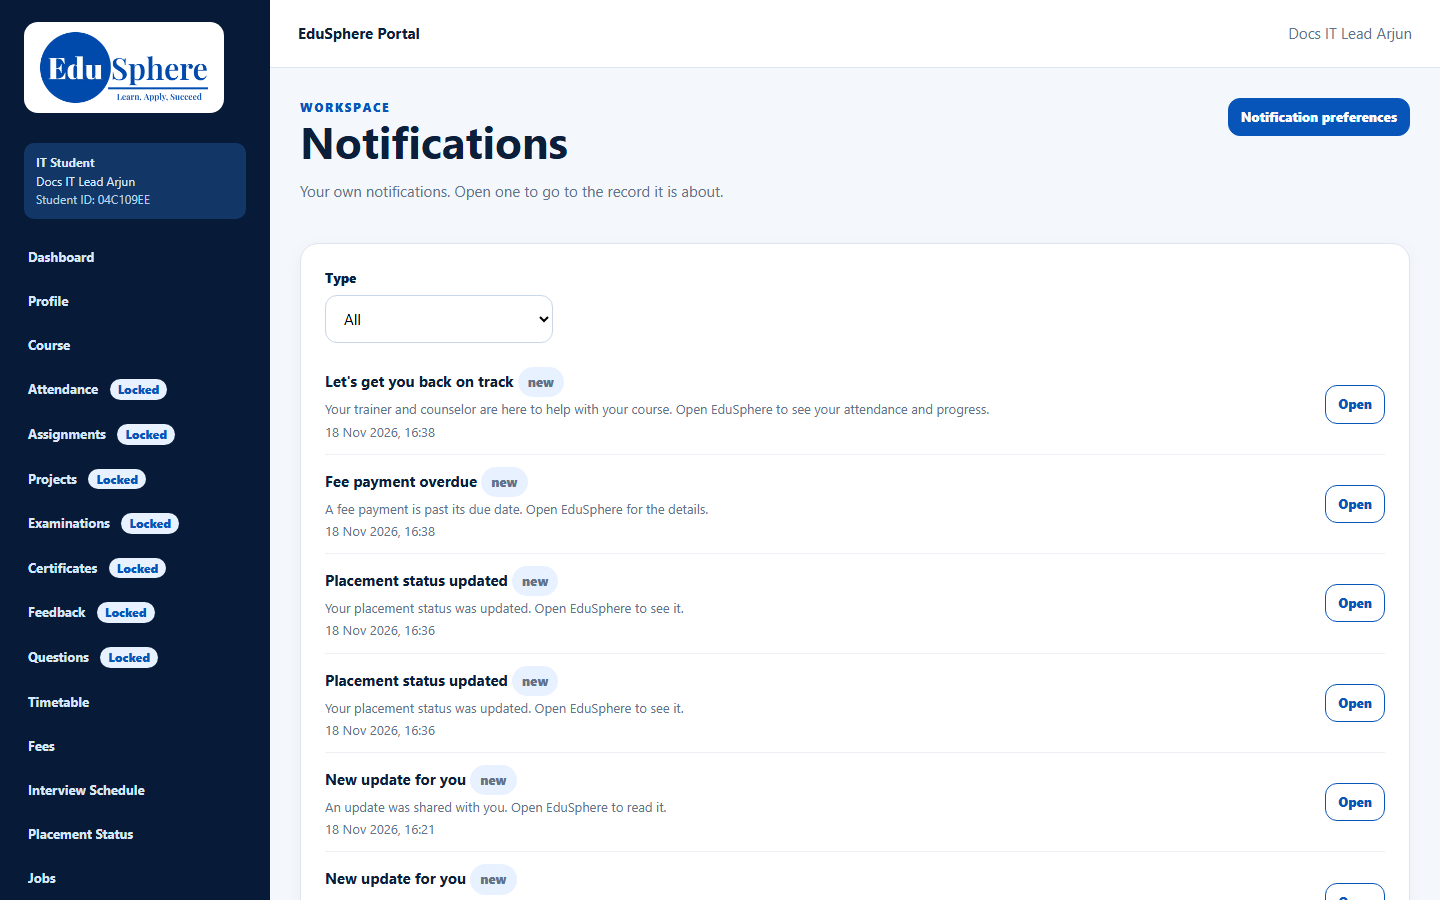 EduSphere
Learn, Apply, Succeed
IT Student
Docs IT Lead Arjun
Student ID: 04C109EE
Dashboard
Profile
Course
Attendance Locked
Assignments Locked
Projects Locked
Examinations Locked
Certificates Locked
Feedback Locked
Questions Locked
Timetable
Fees
Interview Schedule
Placement Status
Jobs
EduSphere Portal
Docs IT Lead Arjun
WORKSPACE
Notifications
Your own notifications. Open one to go to the record it is about.
Notification preferences
Type
All
Let's get you back on track new
Your trainer and counselor are here to help with your course. Open EduSphere to see your attendance and progress.
18 Nov 2026, 16:38
Open
Fee payment overdue new
A fee payment is past its due date. Open EduSphere for the details.
18 Nov 2026, 16:38
Open
Placement status updated new
Your placement status was updated. Open EduSphere to see it.
18 Nov 2026, 16:36
Open
Placement status updated new
Your placement status was updated. Open EduSphere to see it.
18 Nov 2026, 16:36
Open
New update for you new
An update was shared with you. Open EduSphere to read it.
18 Nov 2026, 16:21
Open
New update for you new